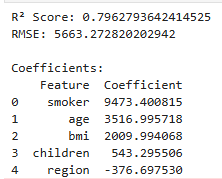 R² Score: 0.7962793642414525
RMSE: 5663.272820202942
Coefficients:
Feature Coefficient
0 smoker 9473.400815
1 age 3516.995718
2 bmi 2009.994068
3 children 543.295506
4 region -376.697530